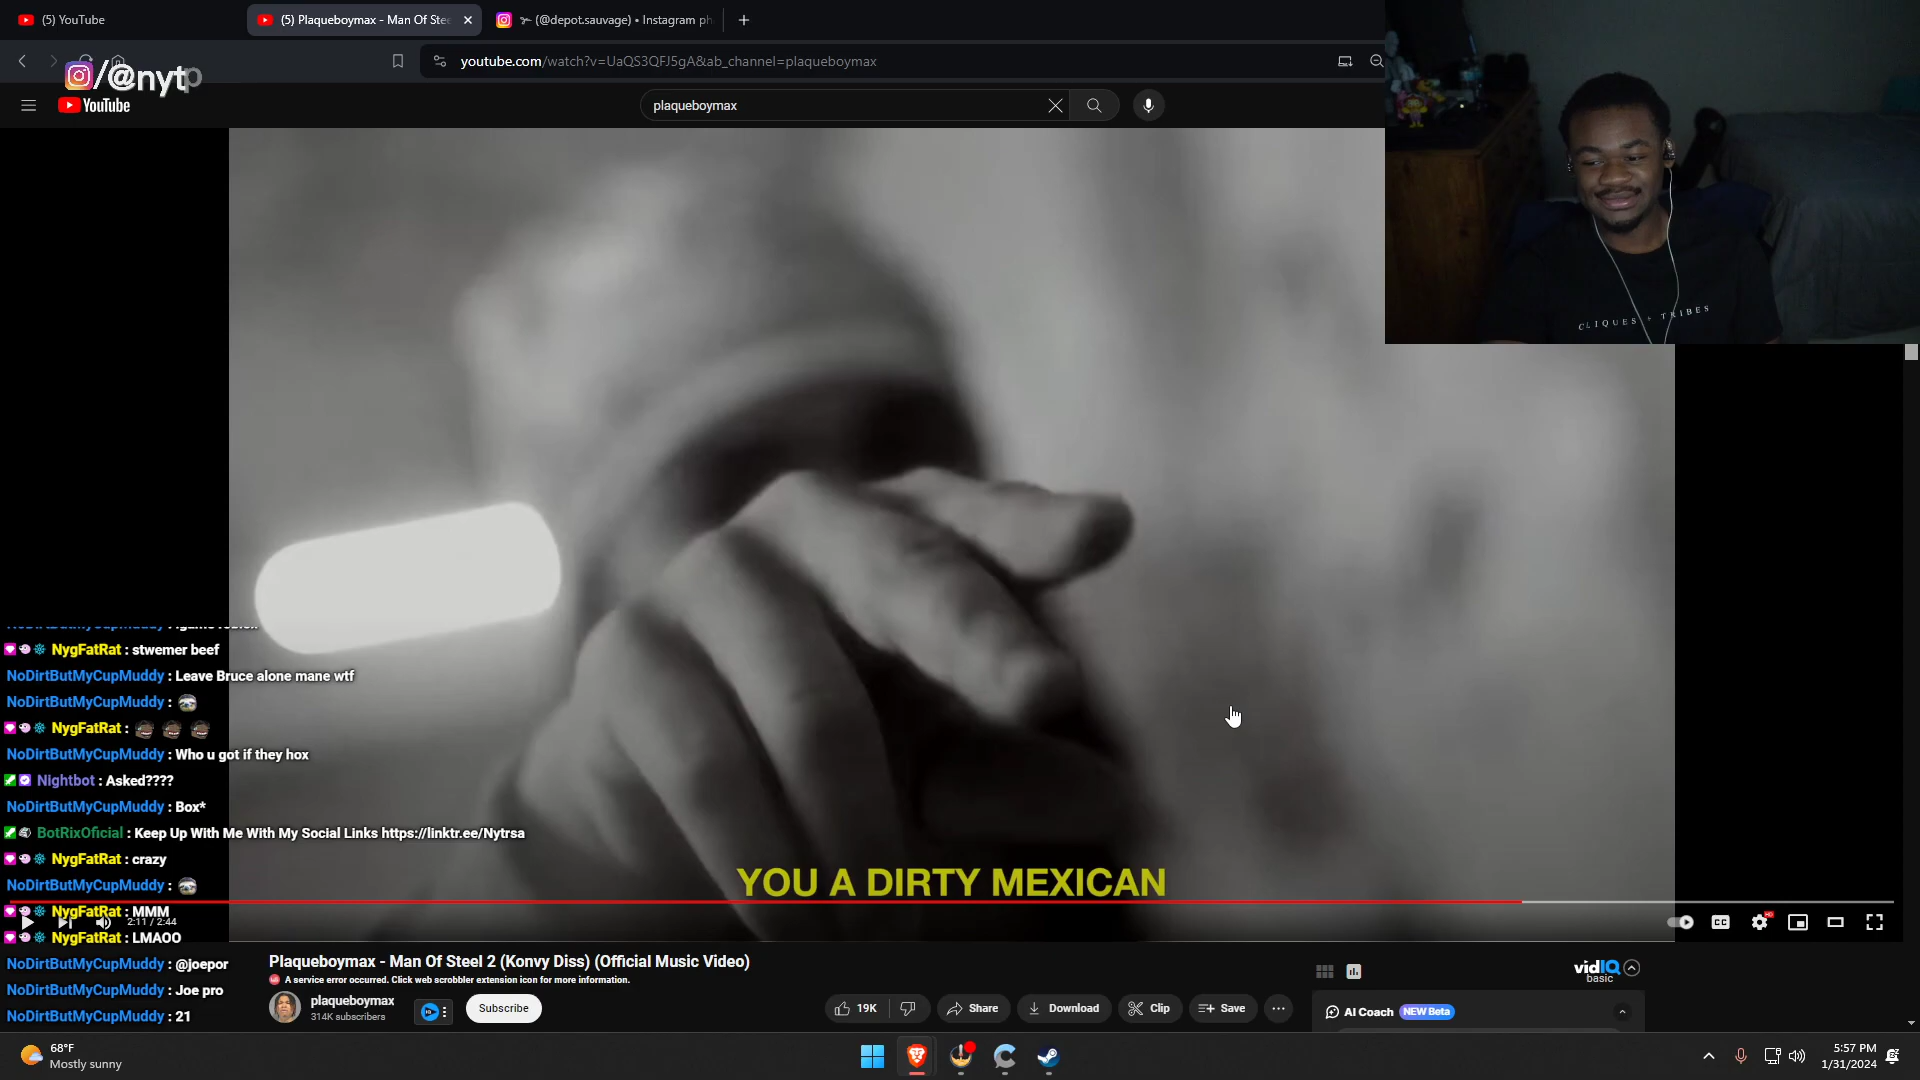 (5) YouTube
(5) Plaqueboymax - Man Of Stee
(@depot.sauvage) • Instagram ph
youtube.com/watch?v=UaQS3QFJ5gA&ab_channel=plaqueboymax
/@nytp
YouTube
plaqueboymax
CLIQUES + TRIBES
NygFatRat : stwemer beef
NoDirtButMyCupMuddy : Leave Bruce alone mane wtf
NoDirtButMyCupMuddy :
NygFatRat :
NoDirtButMyCupMuddy : Who u got if they hox
Nightbot : Asked????
NoDirtButMyCupMuddy : Box*
BotRixOficial : Keep Up With Me With My Social Links https://linktr.ee/Nytrsa
NygFatRat : crazy
NoDirtButMyCupMuddy :
YOU A DIRTY MEXICAN
NygFatRat : MMM
2:11 / 2:44
CC
HD
NygFatRat : LMAOO
NoDirtButMyCupMuddy : @joepor
NoDirtButMyCupMuddy : Joe pro
NoDirtButMyCupMuddy : 21
Plaqueboymax - Man Of Steel 2 (Konvy Diss) (Official Music Video)
A service error occurred. Click web scrobbler extension icon for more information.
plaqueboymax
314K subscribers
Subscribe
19K
Share
Download
Clip
Save
vidIQ
basic
AI Coach NEW Beta
68°F
Mostly sunny
5:57 PM
1/31/2024